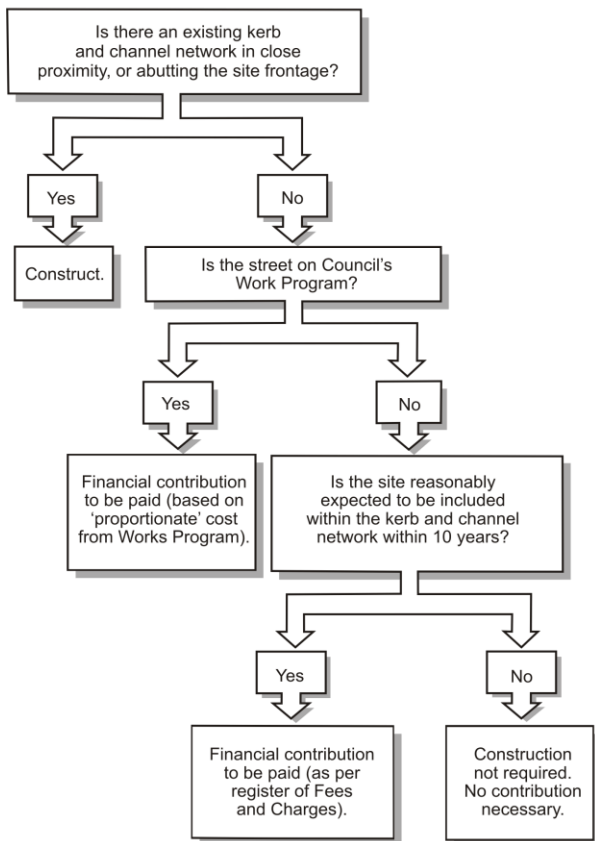 Is there an existing kerb
and channel network in close
proximity, or abutting the site frontage?
Yes
No
Construct.
Is the street on Council's
Work Program?
Yes
No
Financial contribution
to be paid (based on
'proportionate' cost
from Works Program).
Is the site reasonably
expected to be included
within the kerb and channel
network within 10 years?
Yes
No
Financial contribution
to be paid (as per
register of Fees
and Charges).
Construction
not required.
No contribution
necessary.